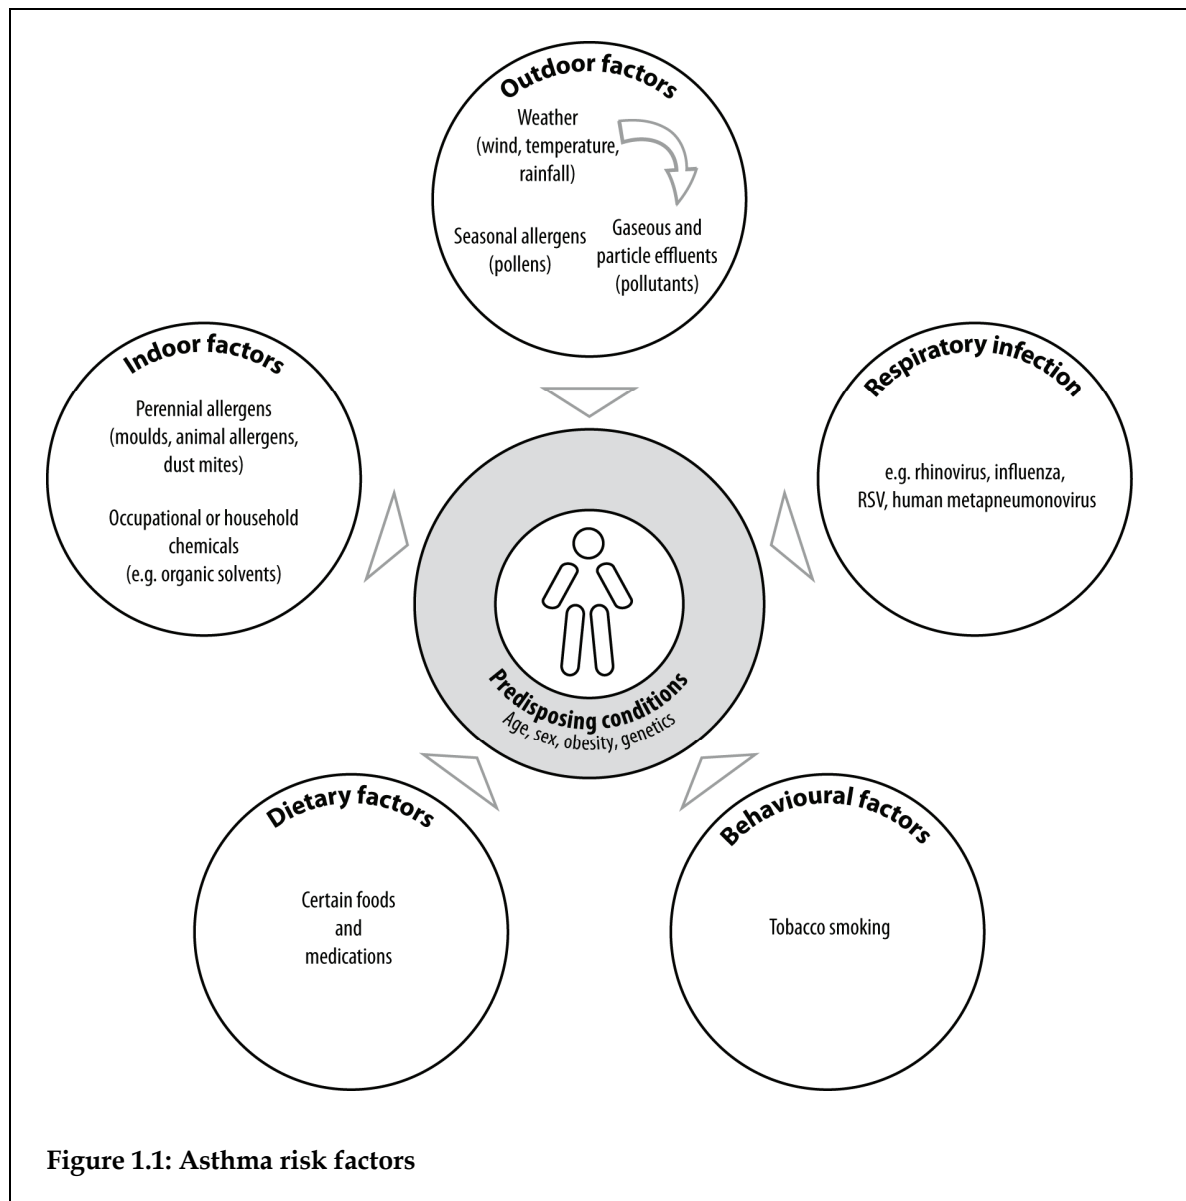 Outdoor factors
Weather
(wind, temperature,
rainfall)
Seasonal allergens
(pollens)
Gaseous and
particle effluents
(pollutants)
Indoor factors
Perennial allergens
(moulds, animal allergens,
dust mites)
Occupational or household
chemicals
(e.g. organic solvents)
Respiratory infection
e.g. rhinovirus, influenza,
RSV, human metapneumonovirus
Predisposing conditions
Age, sex, obesity, genetics
Dietary factors
Certain foods
and
medications
Behavioural factors
Tobacco smoking
Figure 1.1: Asthma risk factors